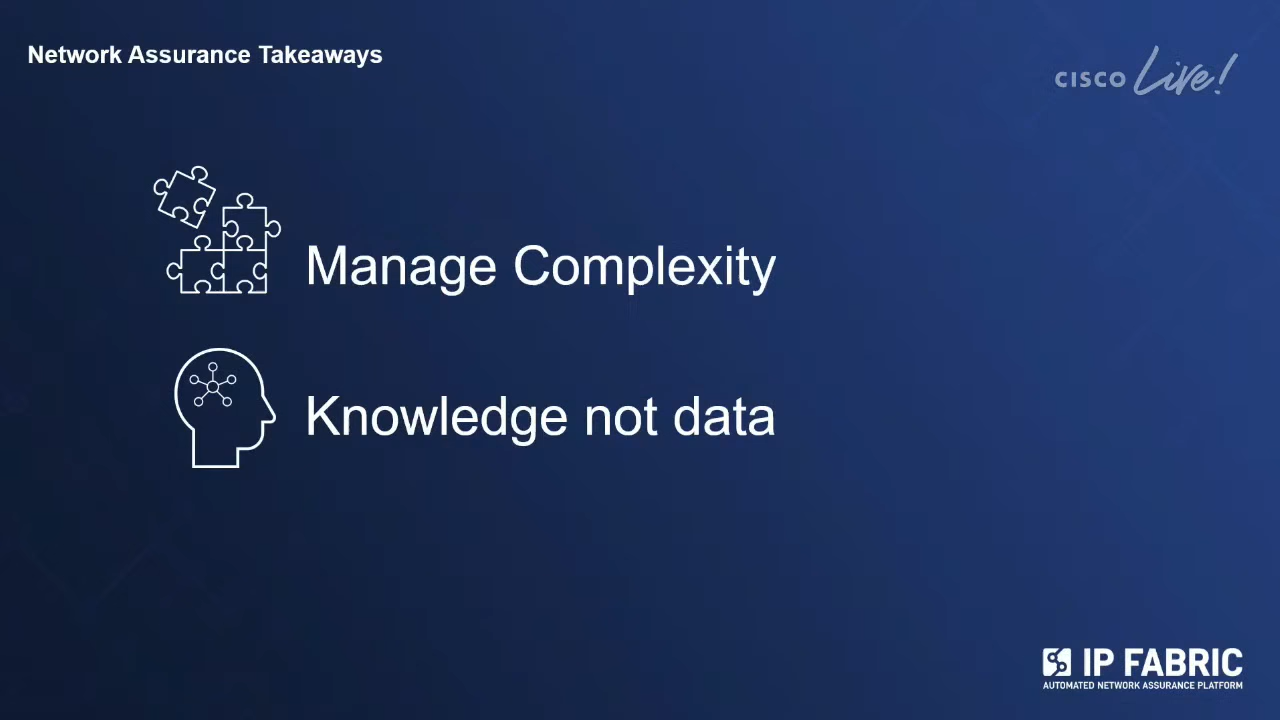 Network Assurance Takeaways
CISCO Live!
Manage Complexity
Knowledge not data
IP FABRIC
AUTOMATED NETWORK ASSURANCE PLATFORM